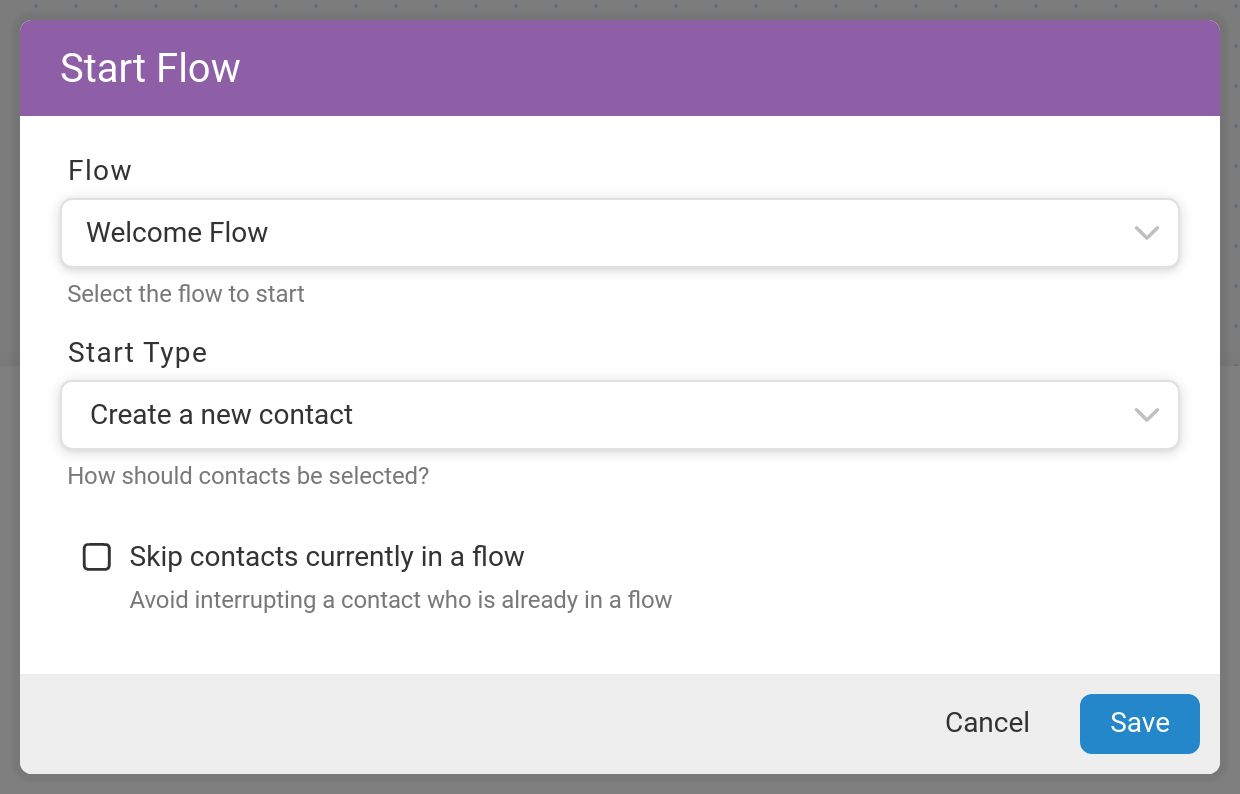 Start Flow
Flow
Welcome Flow
Select the flow to start
Start Type
Create a new contact
How should contacts be selected?
Skip contacts currently in a flow
Avoid interrupting a contact who is already in a flow
Cancel
Save